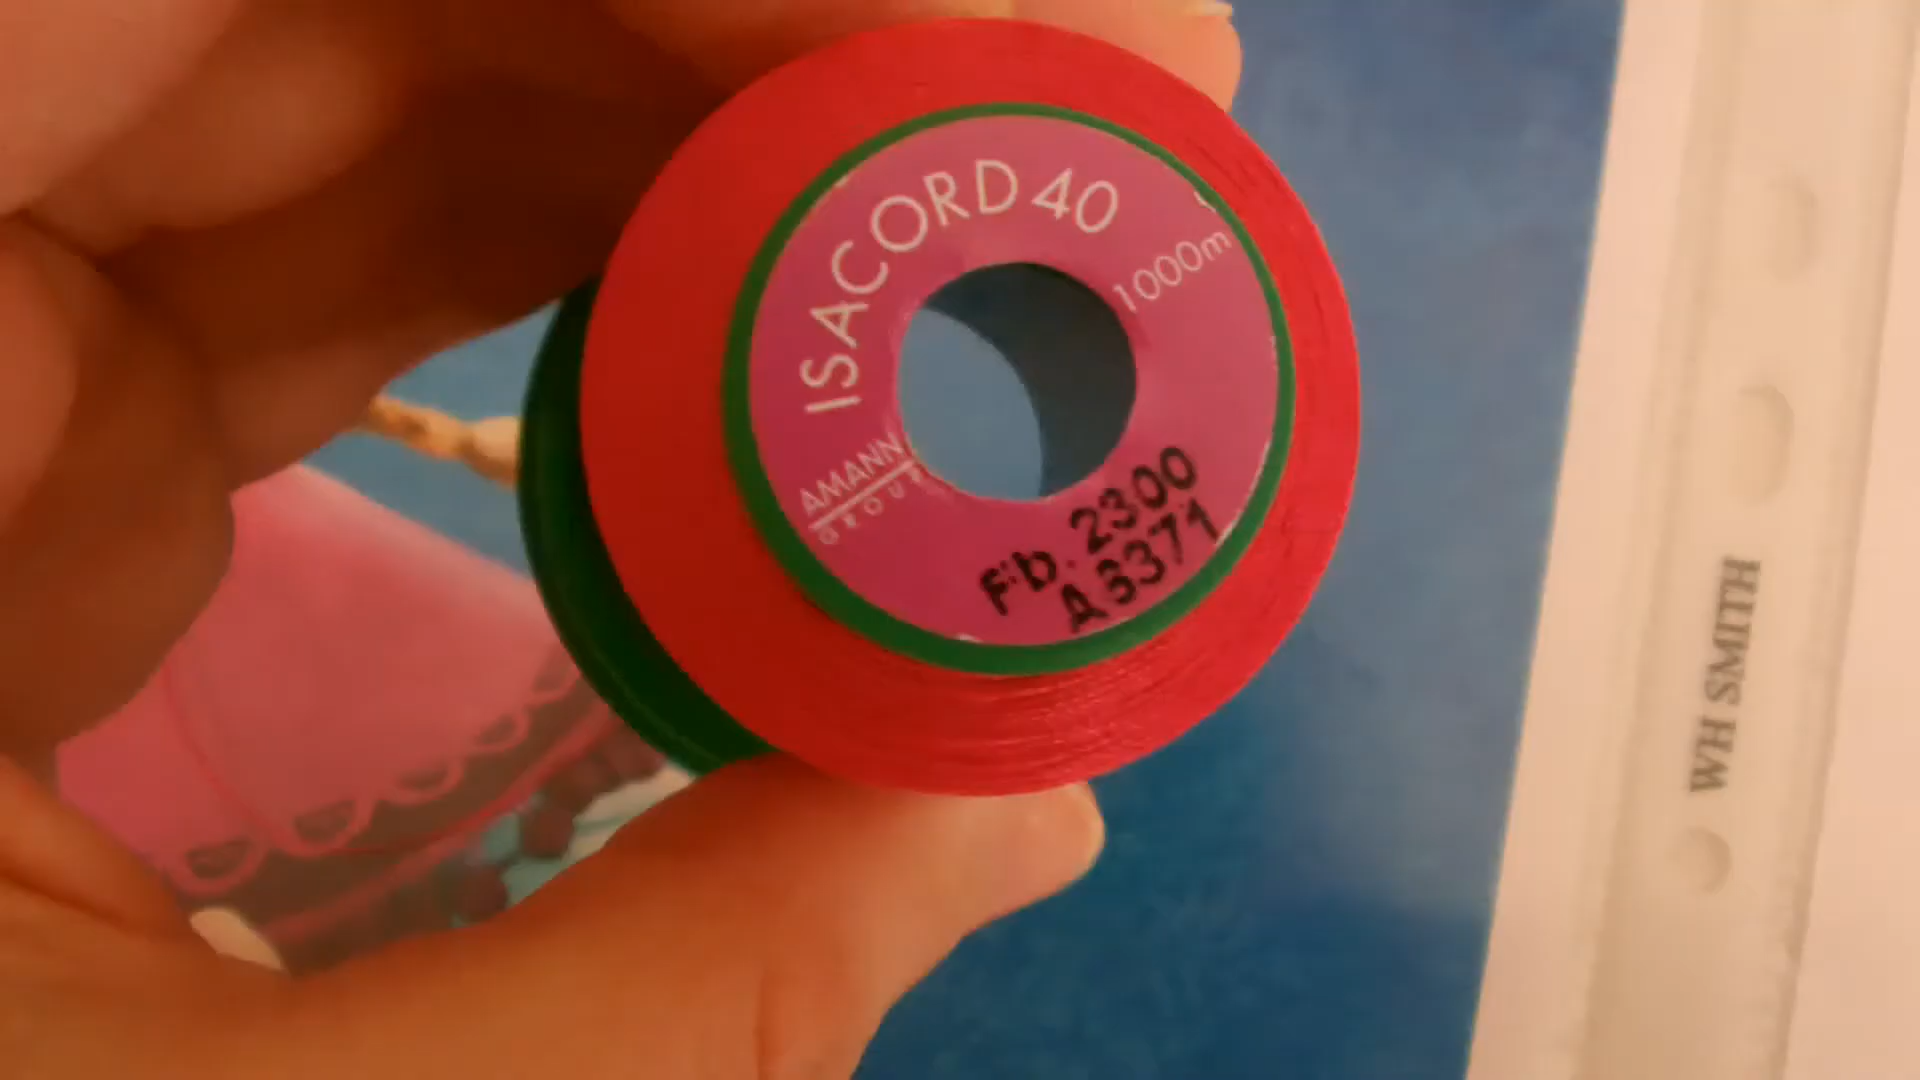 ISACORD 40
1000m
AMANN
GROUP
Fb. 2300
A3371
WH SMITH